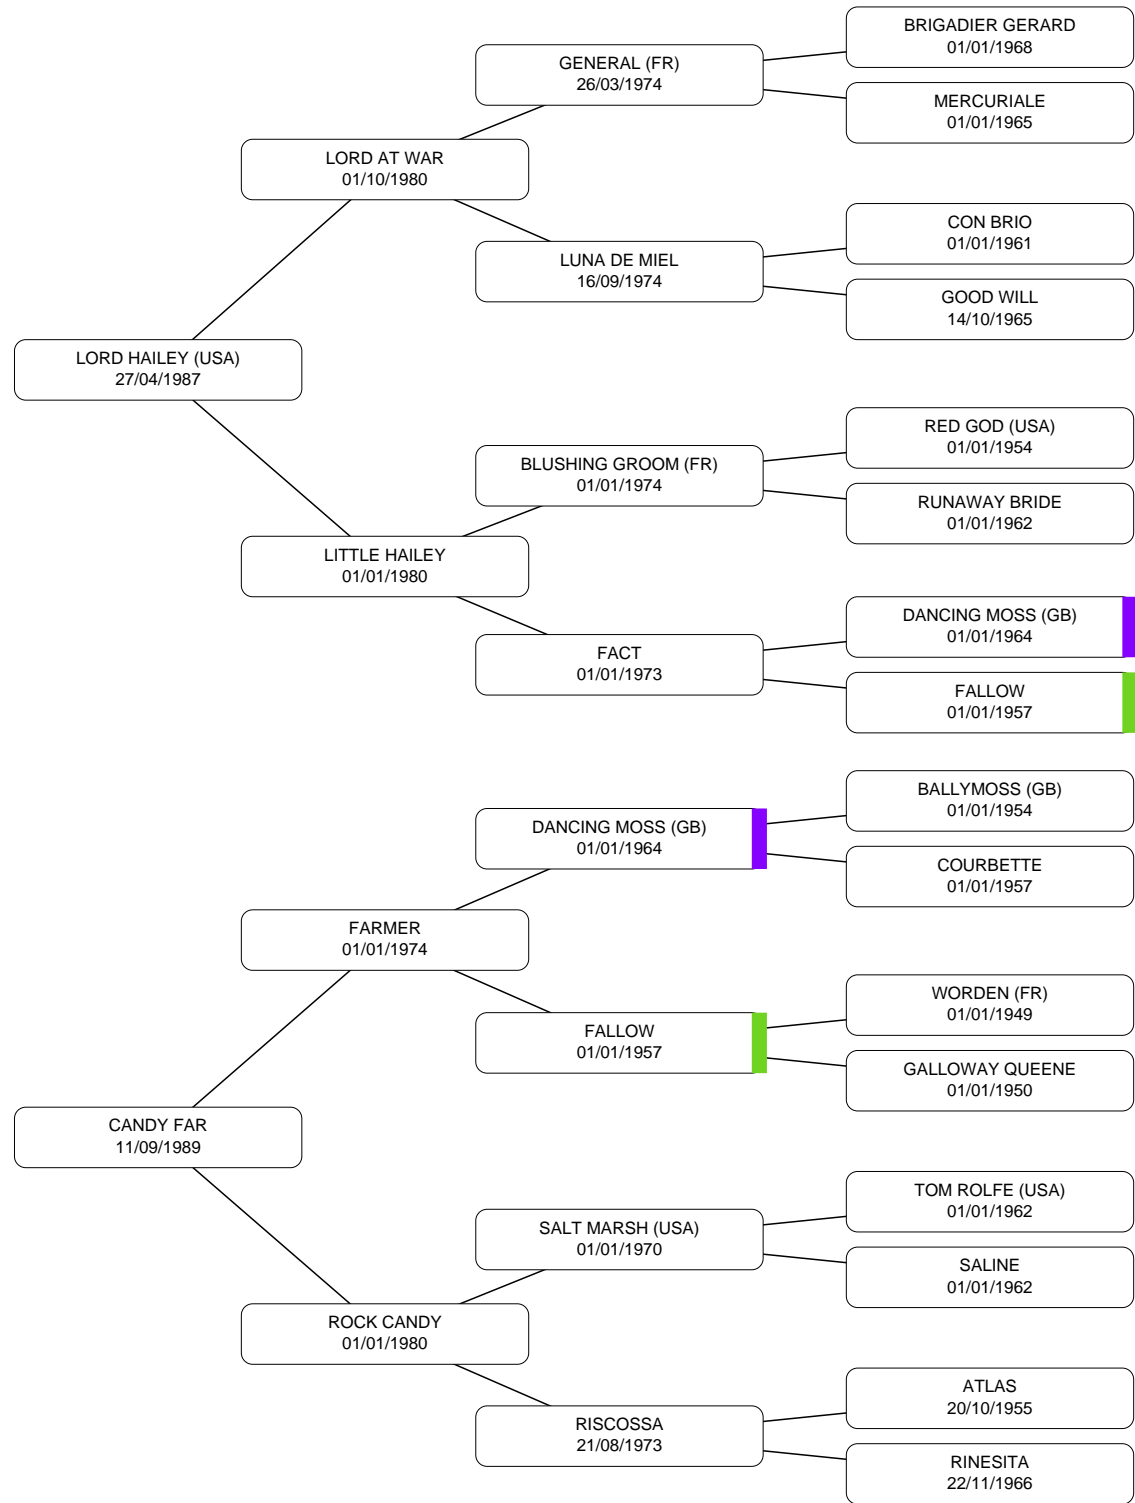 BRIGADIER GERARD
01/01/1968
GENERAL (FR)
26/03/1974
MERCURIALE
01/01/1965
LORD AT WAR
01/10/1980
CON BRIO
01/01/1961
LUNA DE MIEL
16/09/1974
GOOD WILL
14/10/1965
LORD HAILEY (USA)
27/04/1987
RED GOD (USA)
01/01/1954
BLUSHING GROOM (FR)
01/01/1974
RUNAWAY BRIDE
01/01/1962
LITTLE HAILEY
01/01/1980
DANCING MOSS (GB)
01/01/1964
FACT
01/01/1973
FALLOW
01/01/1957
BALLYMOSS (GB)
01/01/1954
DANCING MOSS (GB)
01/01/1964
COURBETTE
01/01/1957
FARMER
01/01/1974
WORDEN (FR)
01/01/1949
FALLOW
01/01/1957
GALLOWAY QUEENE
01/01/1950
CANDY FAR
11/09/1989
TOM ROLFE (USA)
01/01/1962
SALT MARSH (USA)
01/01/1970
SALINE
01/01/1962
ROCK CANDY
01/01/1980
ATLAS
20/10/1955
RISCOSSA
21/08/1973
RINESITA
22/11/1966